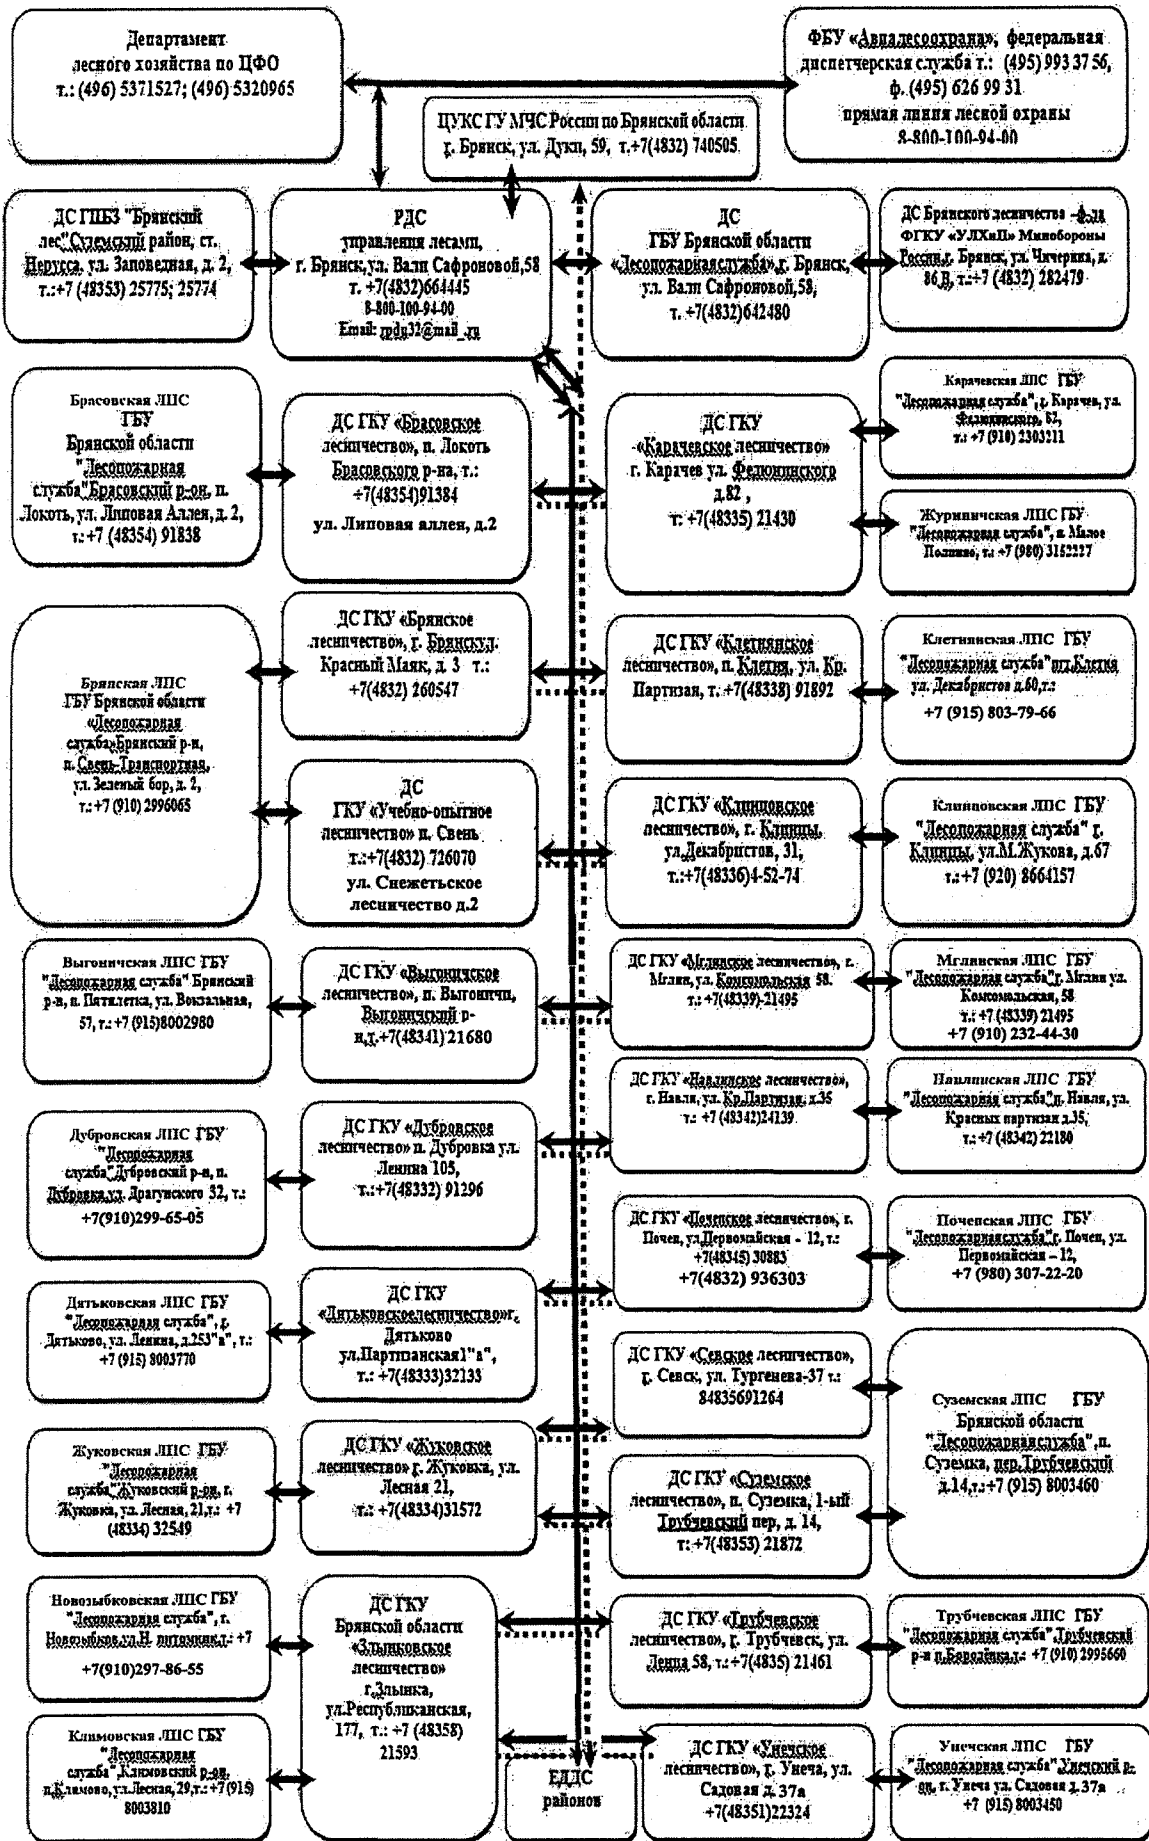 Департамент
лесного хозяйства по ЦФО
т.: (496) 5371527; (496) 5320965
ФБУ «Авиалесоохрана», федеральная
диспетчерская служба т.: (495) 993 37 56,
ф. (495) 626 99 31
прямая линия лесной охраны
8-800-100-94-00
ЦУКС ГУ МЧС России по Брянской области
г. Брянск, ул. Дуки, 59, т.+7(4832) 740505
ДС ГПБЗ "Брянский
лес"Суземский район, ст.
Нерусса, ул. Заповедная, д. 2,
т.:+7 (48353) 25775; 25774
РДС
управления лесами,
г. Брянск,ул. Вали Сафроновой,58
т. +7(4832)664445
8-800-100-94-00
Email:
ДС
ГБУ Брянской области
«Лесопожарнаяслужба»,г. Брянск,
ул. Вали Сафроновой,58,
т. +7(4832)642480
ДС Брянского лесничества –ф-ла
ФГКУ «УЛХиП» Минобороны
России,г. Брянск, ул. Чичерина, д.
86,В, т.:+7 (4832) 282479
Брасовская ЛПС
ГБУ
Брянской области
"Лесопожарная
служба"Брасовский р-он, п.
Локоть, ул. Липовая Аллея, д. 2,
т.:+7 (48354) 91838
ДС ГКУ «Брасовское
лесничество», п. Локоть
Брасовского р-на, т.:
+7(48354)91384
ул. Липовая аллея, д.2
ДС ГКУ
«Карачевское лесничество»
г. Карачев ул. Федюнинского
д.82 ,
т: +7(48335) 21430
Карачевская ЛПС ГБУ
"Лесопожарная служба", г. Карачев, ул.
Федюнинского, 82,
т.: +7 (910) 2303211
Журиничская ЛПС ГБУ
"Лесопожарная служба", п. Малое
Полпино, т.: +7 (980) 3152227
Брянская ЛПС
ГБУ Брянской области
«Лесопожарная
служба»Брянский р-н,
п. Свень-Транспортная,
ул. Зеленый бор, д. 2,
т.:+7 (910) 2996065
ДС ГКУ «Брянское
лесничество», г. Брянскул.
Красный Маяк, д. 3 т.:
+7(4832) 260547
ДС ГКУ «Клетнянское
лесничество», п. Клетня, ул. Кр.
Партизан, т. +7(48338) 91892
Клетнянская ЛПС ГБУ
"Лесопожарная служба" пгт.Клетня
ул. Декабристов д.60,т.:
+7 (915) 803-79-66
ДС
ГКУ «Учебно-опытное
лесничество» п. Свень
т.:+7(4832) 726070
ул. Снежетьское
лесничество д.2
ДС ГКУ «Клинцовское
лесничество», г. Клинцы,
ул.Декабристов, 31,
т.:+7(48336)4-52-74
Клинцовская ЛПС ГБУ
"Лесопожарная служба" г.
Клинцы, ул.М.Жукова, д.67
т.: +7 (920) 8664157
Выгоничская ЛПС ГБУ
"Лесопожарная служба" Брянский
р-н, п. Пятилетка, ул. Вокзальная,
57, т.: +7 (915)8002980
ДС ГКУ «Выгоничское
лесничество», п. Выгоничи,
Выгоничский р-
н,т.+7(48341) 21680
ДС ГКУ «Мглинское лесничество», г.
Мглин, ул. Комсомольская 58.
т.: +7(48339)-21495
Мглинская ЛПС ГБУ
"Лесопожарная служба"г. Мглин ул.
Комсомольская, 58
т.: +7 (48339) 21495
+7 (910) 232-44-30
ДС ГКУ «Навлинское лесничество»,
г. Навля, ул. Кр.Партизан, д.35
т.: +7 (48342)24139
Навлинская ЛПС ГБУ
"Лесопожарная служба"п. Навля, ул.
Красных партизан д.35,
т.: +7 (48342) 22180
Дубровская ЛПС ГБУ
"Лесопожарная
служба"Дубровский р-н, п.
Дубровка,ул. Драгунского 32, т.:
+7(910)299-65-05
ДС ГКУ «Дубровское
лесничество» п. Дубровка ул.
Ленина 105,
т.:+7(48332) 91296
ДС ГКУ «Почепское лесничество», г.
Почеп, ул.Первомайская – 12, т.:
+7(48345) 30883
+7(4832) 936303
Почепская ЛПС ГБУ
"Лесопожарнаяслужба"г. Почеп, ул.
Первомайская – 12,
+7 (980) 307-22-20
Дятьковская ЛПС ГБУ
"Лесопожарная служба", г.
Дятьково, ул. Ленина, д.253"а", т.:
+7 (915) 8003770
ДС ГКУ
«Дятьковскоелесничество»г.
Дятьково
ул.Партизанская1"а",
т.: +7(48333)32133
ДС ГКУ «Севское лесничество»,
г. Севск, ул. Тургенева-37 т.:
84835691264
Суземская ЛПС ГБУ
Брянской области
"Лесопожарнаяслужба", п.
Суземка, пер.Трубчевский
д.14,т.:+7 (915) 8003460
Жуковская ЛПС ГБУ
"Лесопожарная
служба"Жуковский р-он, г.
Жуковка, ул. Лесная, 21,т.: +7
(48334) 32549
ДС ГКУ «Жуковское
лесничество» г. Жуковка, ул.
Лесная 21,
т.: +7(48334)31572
ДС ГКУ «Суземское
лесничество», п. Суземка, 1-ый
Трубчевский пер, д. 14,
т: +7(48353) 21872
Новозыбковская ЛПС ГБУ
"Лесопожарная служба", г.
Новозыбков,ул.Н. питомник,т.: +7
+7(910)297-86-55
ДС ГКУ
Брянской области
«Злынковское
лесничество»
г.Злынка,
ул.Республиканская,
177, т.: +7 (48358)
21593
ДС ГКУ «Трубчевское
лесничество», г. Трубчевск, ул.
Ленина 58, т.:+7(4835) 21461
Трубчевская ЛПС ГБУ
"Лесопожарная служба",Трубчевский
р-н п.Бородёнка,т.: +7 (910) 2995660
Климовская ЛПС ГБУ
"Лесопожарная
служба",Климовский р-он,
п.Климово, ул.Лесная, 29,т.: +7 (915)
8003810
ЕДДС
районов
ДС ГКУ «Унечское
лесничество», г. Унеча, ул.
Садовая д. 37а
+7(48351)22324
Унечская ЛПС ГБУ
"Лесопожарная служба",Унечский р-
он, г. Унеча ул. Садовая д. 37а
+7 (915) 8003450